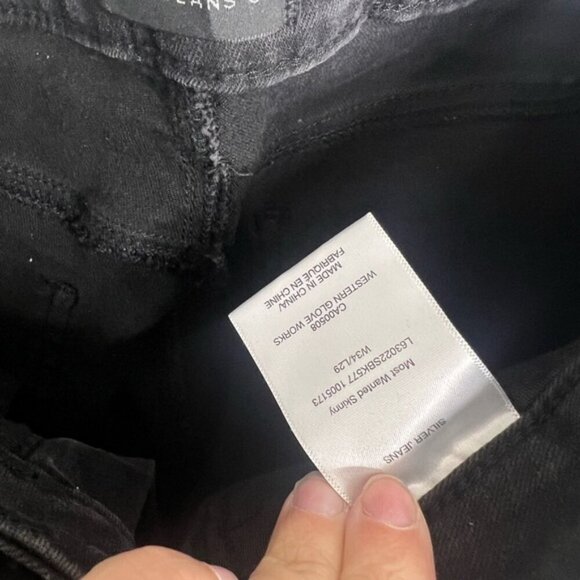 JEANS
SILVER JEANS
Most Wanted Skinny
L63022SBK577 1005173
W34/L29
WESTERN GLOVE WORKS
CA00508
MADE IN CHINA/
FABRIQUE EN CHINE